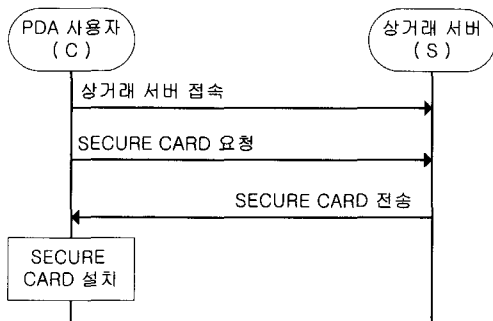 PDA 사용자
( C )
상거래 서버
( S )
상거래 서버 접속
SECURE CARD 요청
SECURE CARD 전송
SECURE
CARD 설치